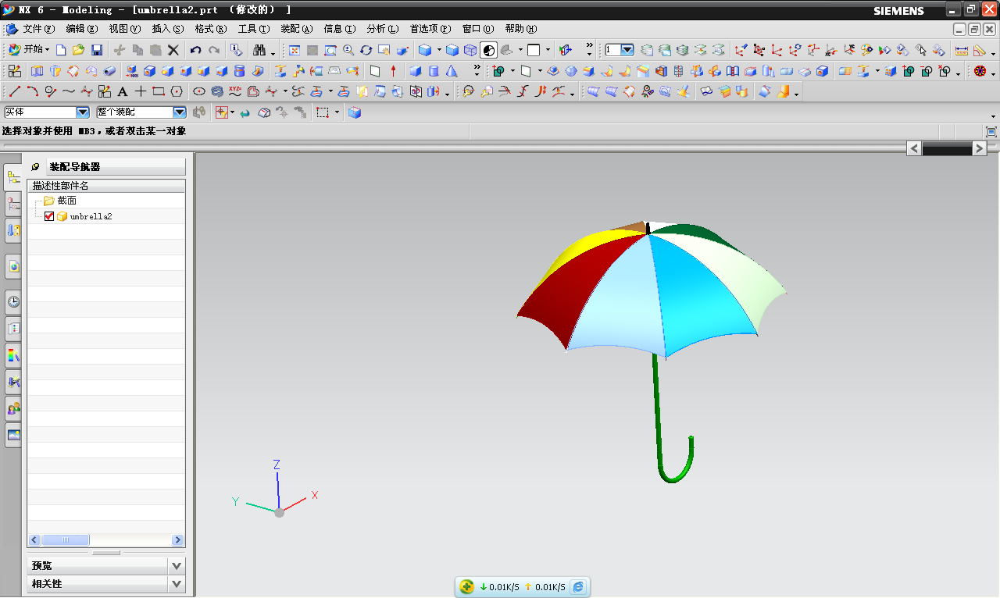 NX 6 - Modeling - [umbrella2.prt （修改的） ]
SIEMENS
文件(F) 编辑(E) 视图(V) 插入(S) 格式(R) 工具(T) 装配(A) 信息(I) 分析(L) 首选项(P) 窗口(O) 帮助(H)
开始
1
实体 整个装配
选择对象并使用 MB3，或者双击某一对象
装配导航器
描述性部件名
截面
umbrella2
Z
Y
X
预览
相关性
0.01K/S 0.01K/S